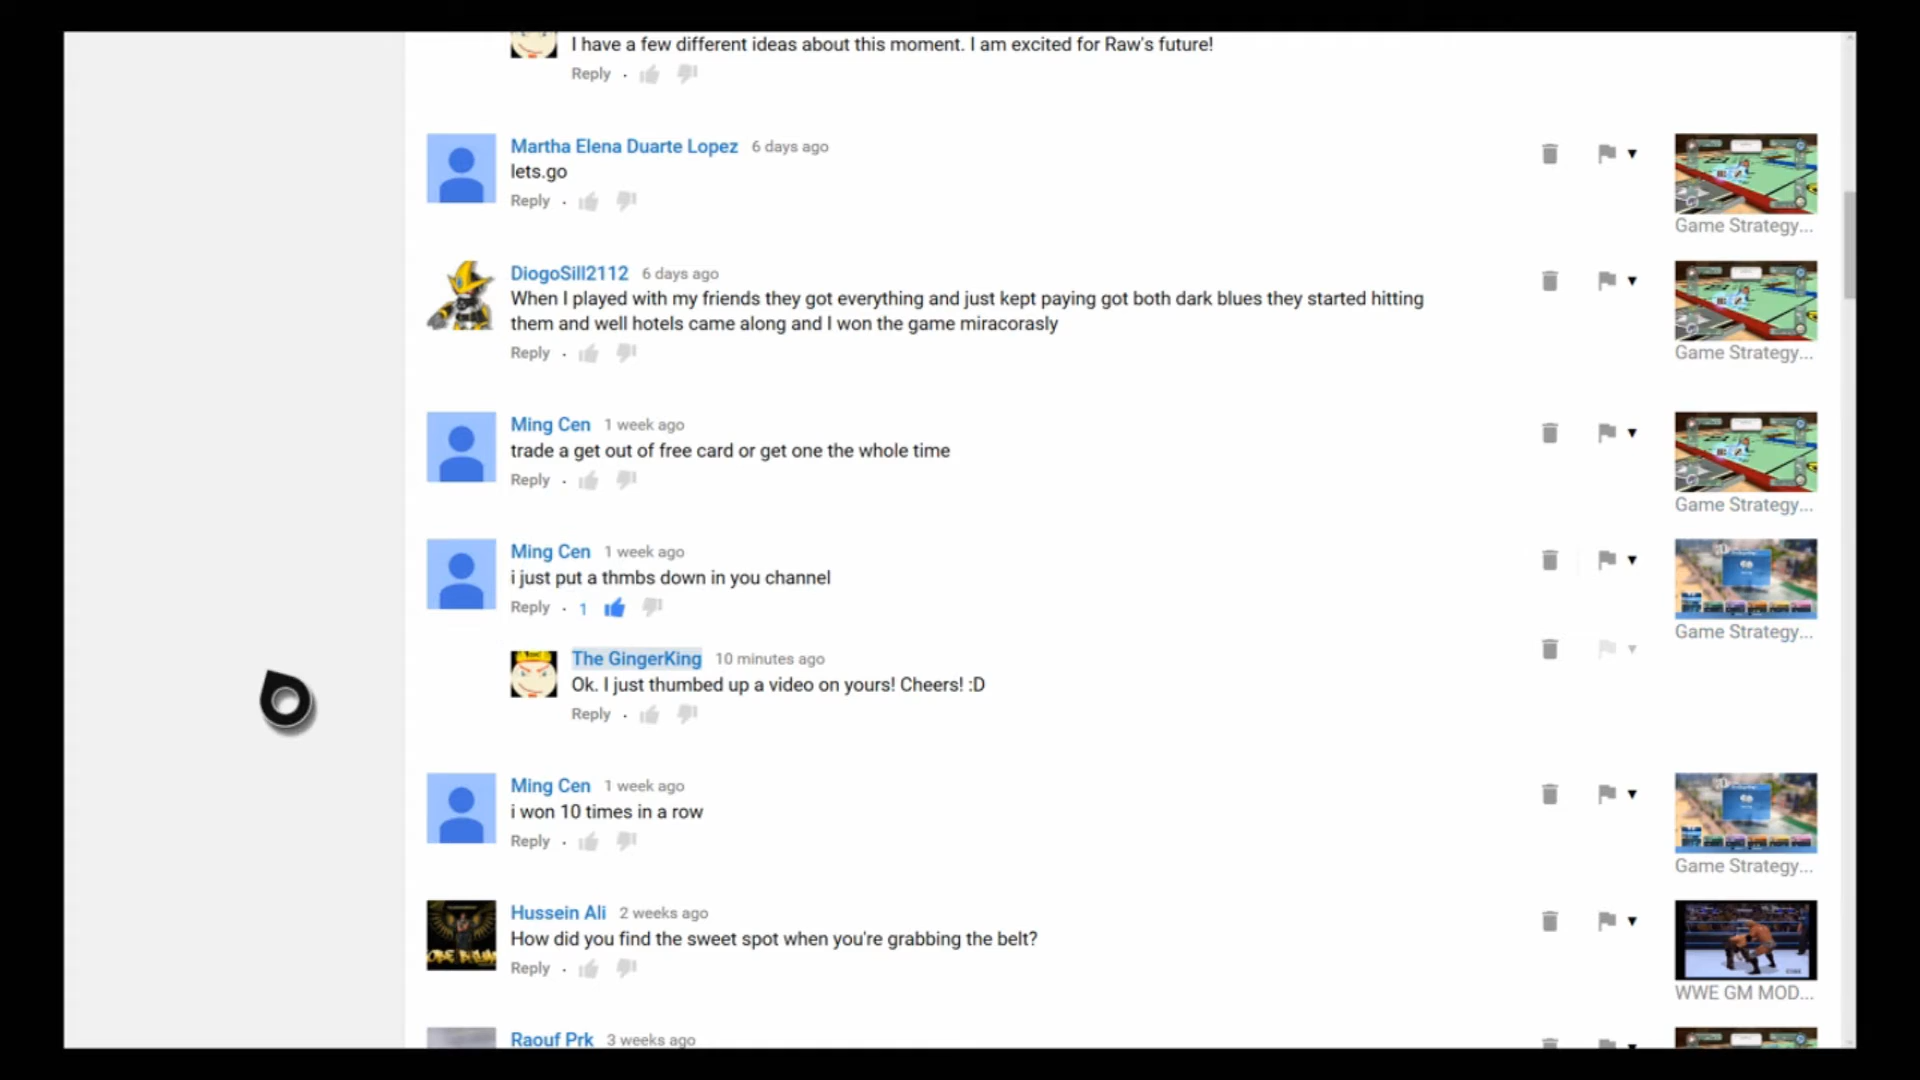 I have a few different ideas about this moment. I am excited for Raw's future!
Reply ·
Martha Elena Duarte Lopez 6 days ago
lets.go
Reply ·
Game Strategy...
DiogoSill2112 6 days ago
When I played with my friends they got everything and just kept paying got both dark blues they started hitting
them and well hotels came along and I won the game miracorasly
Reply ·
Game Strategy...
Ming Cen 1 week ago
trade a get out of free card or get one the whole time
Reply ·
Game Strategy...
Ming Cen 1 week ago
i just put a thmbs down in you channel
Reply · 1
Game Strategy...
The GingerKing 10 minutes ago
Ok. I just thumbed up a video on yours! Cheers! :D
Reply ·
Ming Cen 1 week ago
i won 10 times in a row
Reply ·
Game Strategy...
Hussein Ali 2 weeks ago
How did you find the sweet spot when you're grabbing the belt?
Reply ·
WWE GM MOD...
Raouf Prk 3 weeks ago